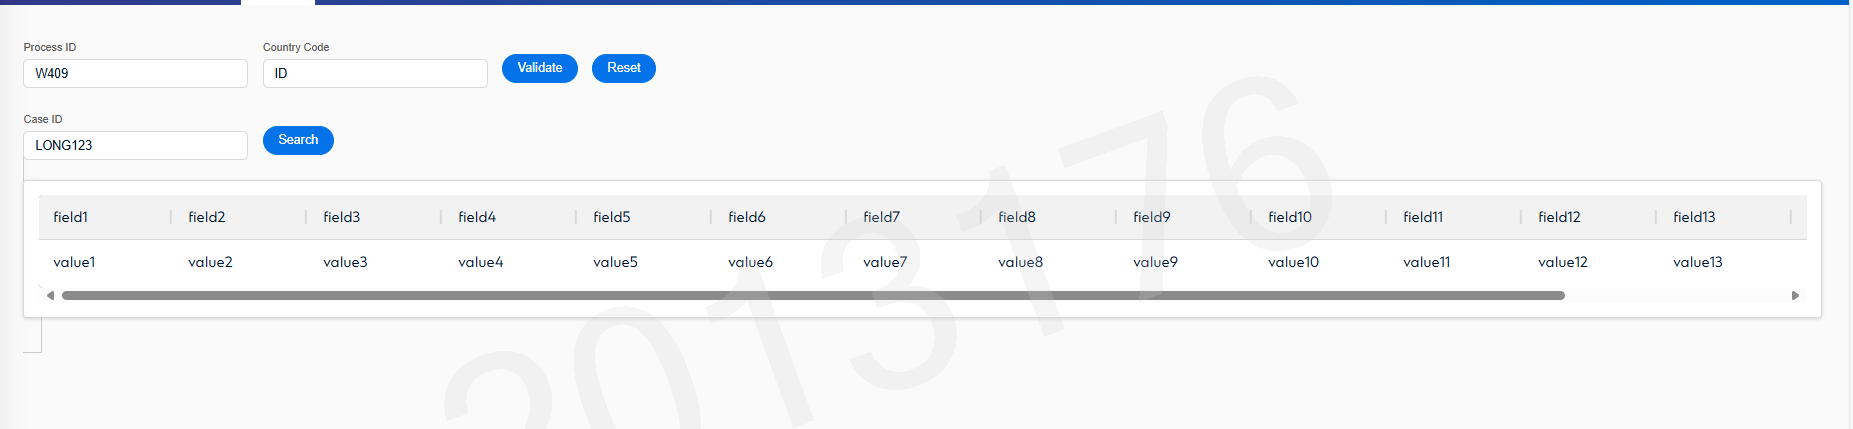 Process ID Country Code
W409 ID Validate Reset
Case ID
LONG123 Search
field1 field2 field3 field4 field5 field6 field7 field8 field9 field10 field11 field12 field13
value1 value2 value3 value4 value5 value6 value7 value8 value9 value10 value11 value12 value13
2013176